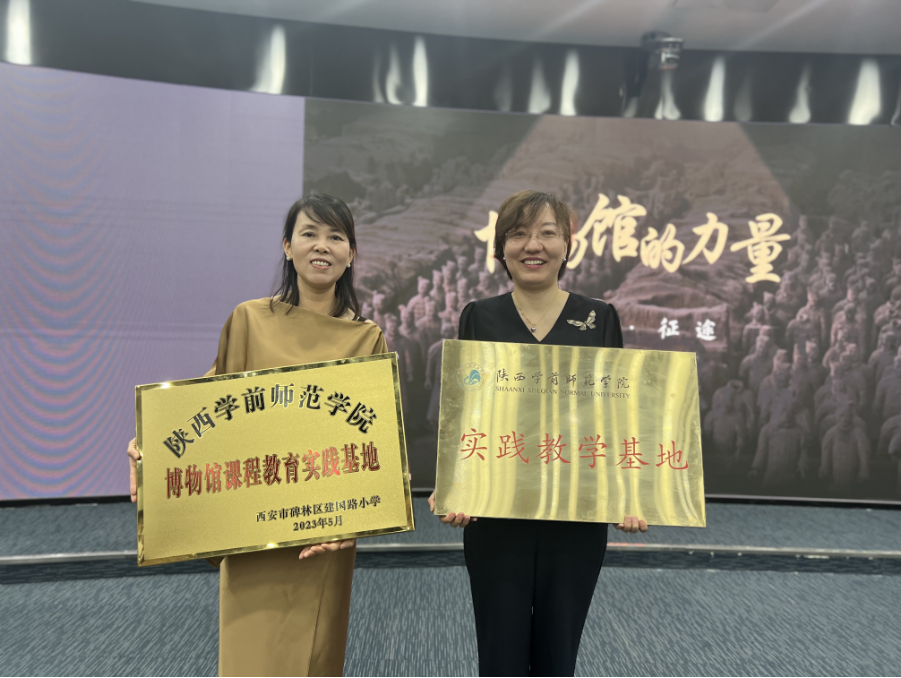 博物馆的力量
征途
陕西学前师范学院
博物馆课程教育实践基地
西安市碑林区建国路小学
2023年5月
陕西学前师范学院
SHAANXI XUEQIAN NORMAL UNIVERSITY
实践教学基地